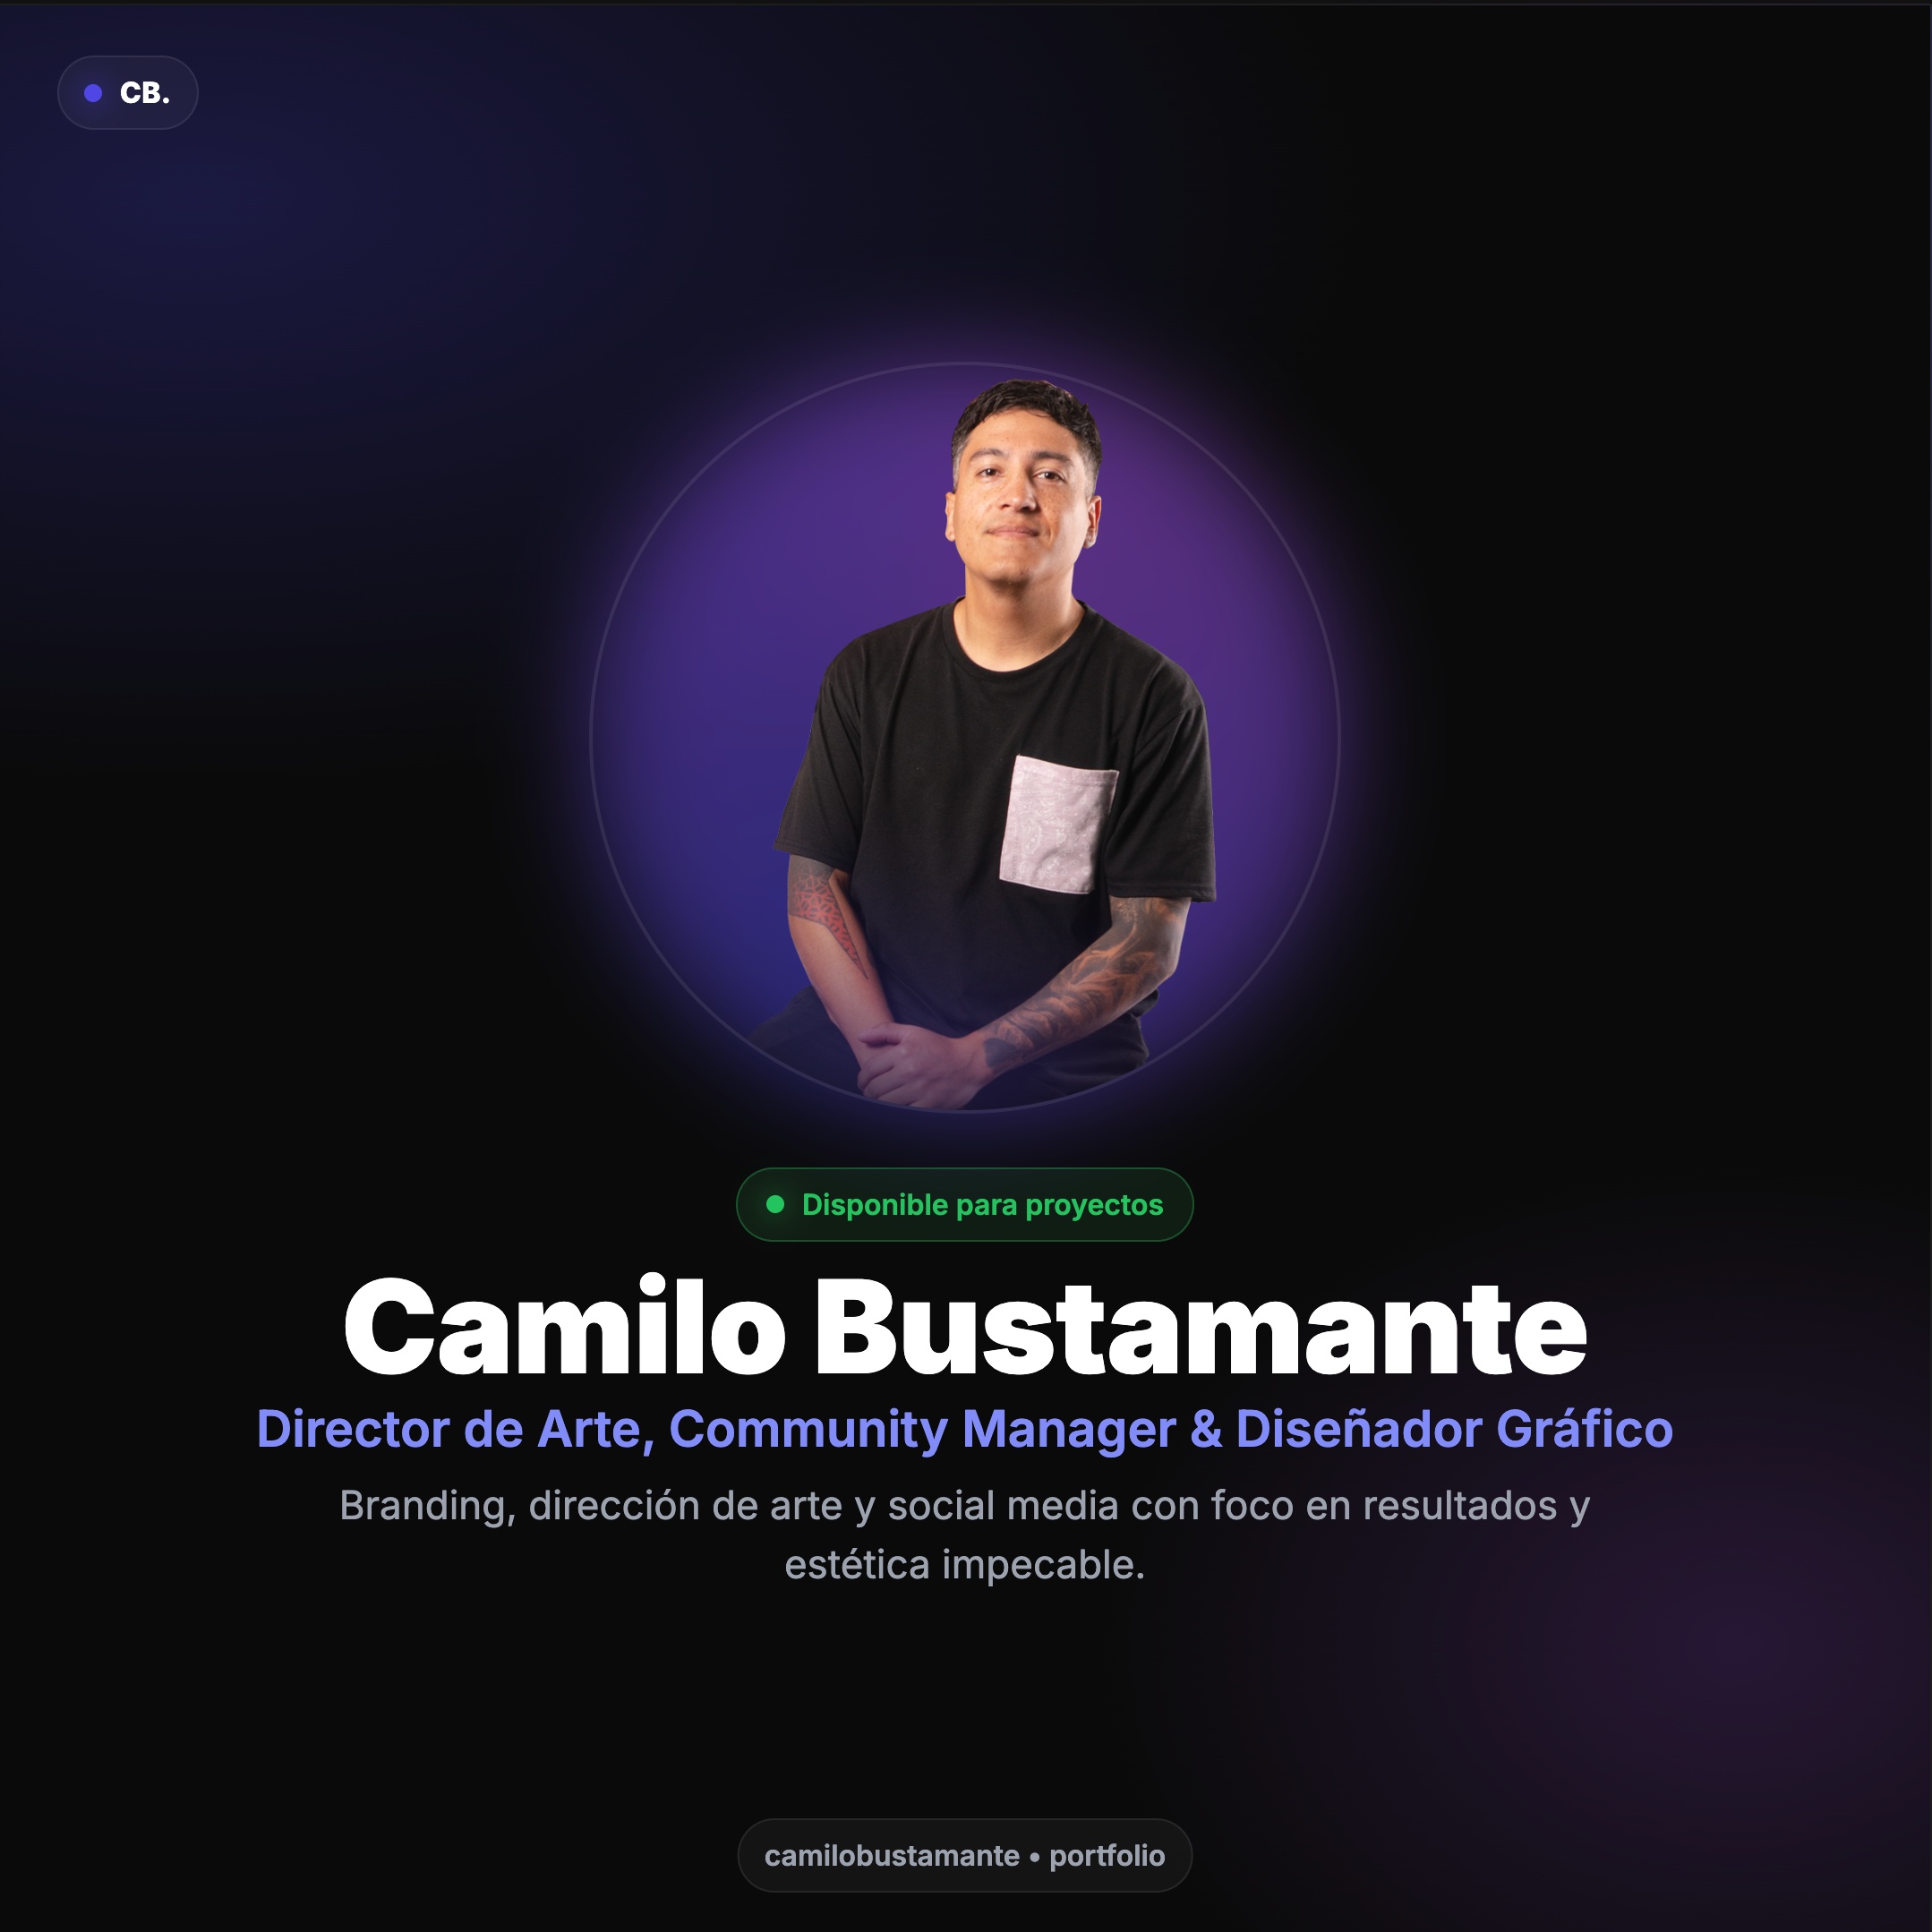 CB.
Disponible para proyectos
Camilo Bustamante
Director de Arte, Community Manager & Diseñador Gráfico
Branding, dirección de arte y social media con foco en resultados y
estética impecable.
camilobustamante • portfolio